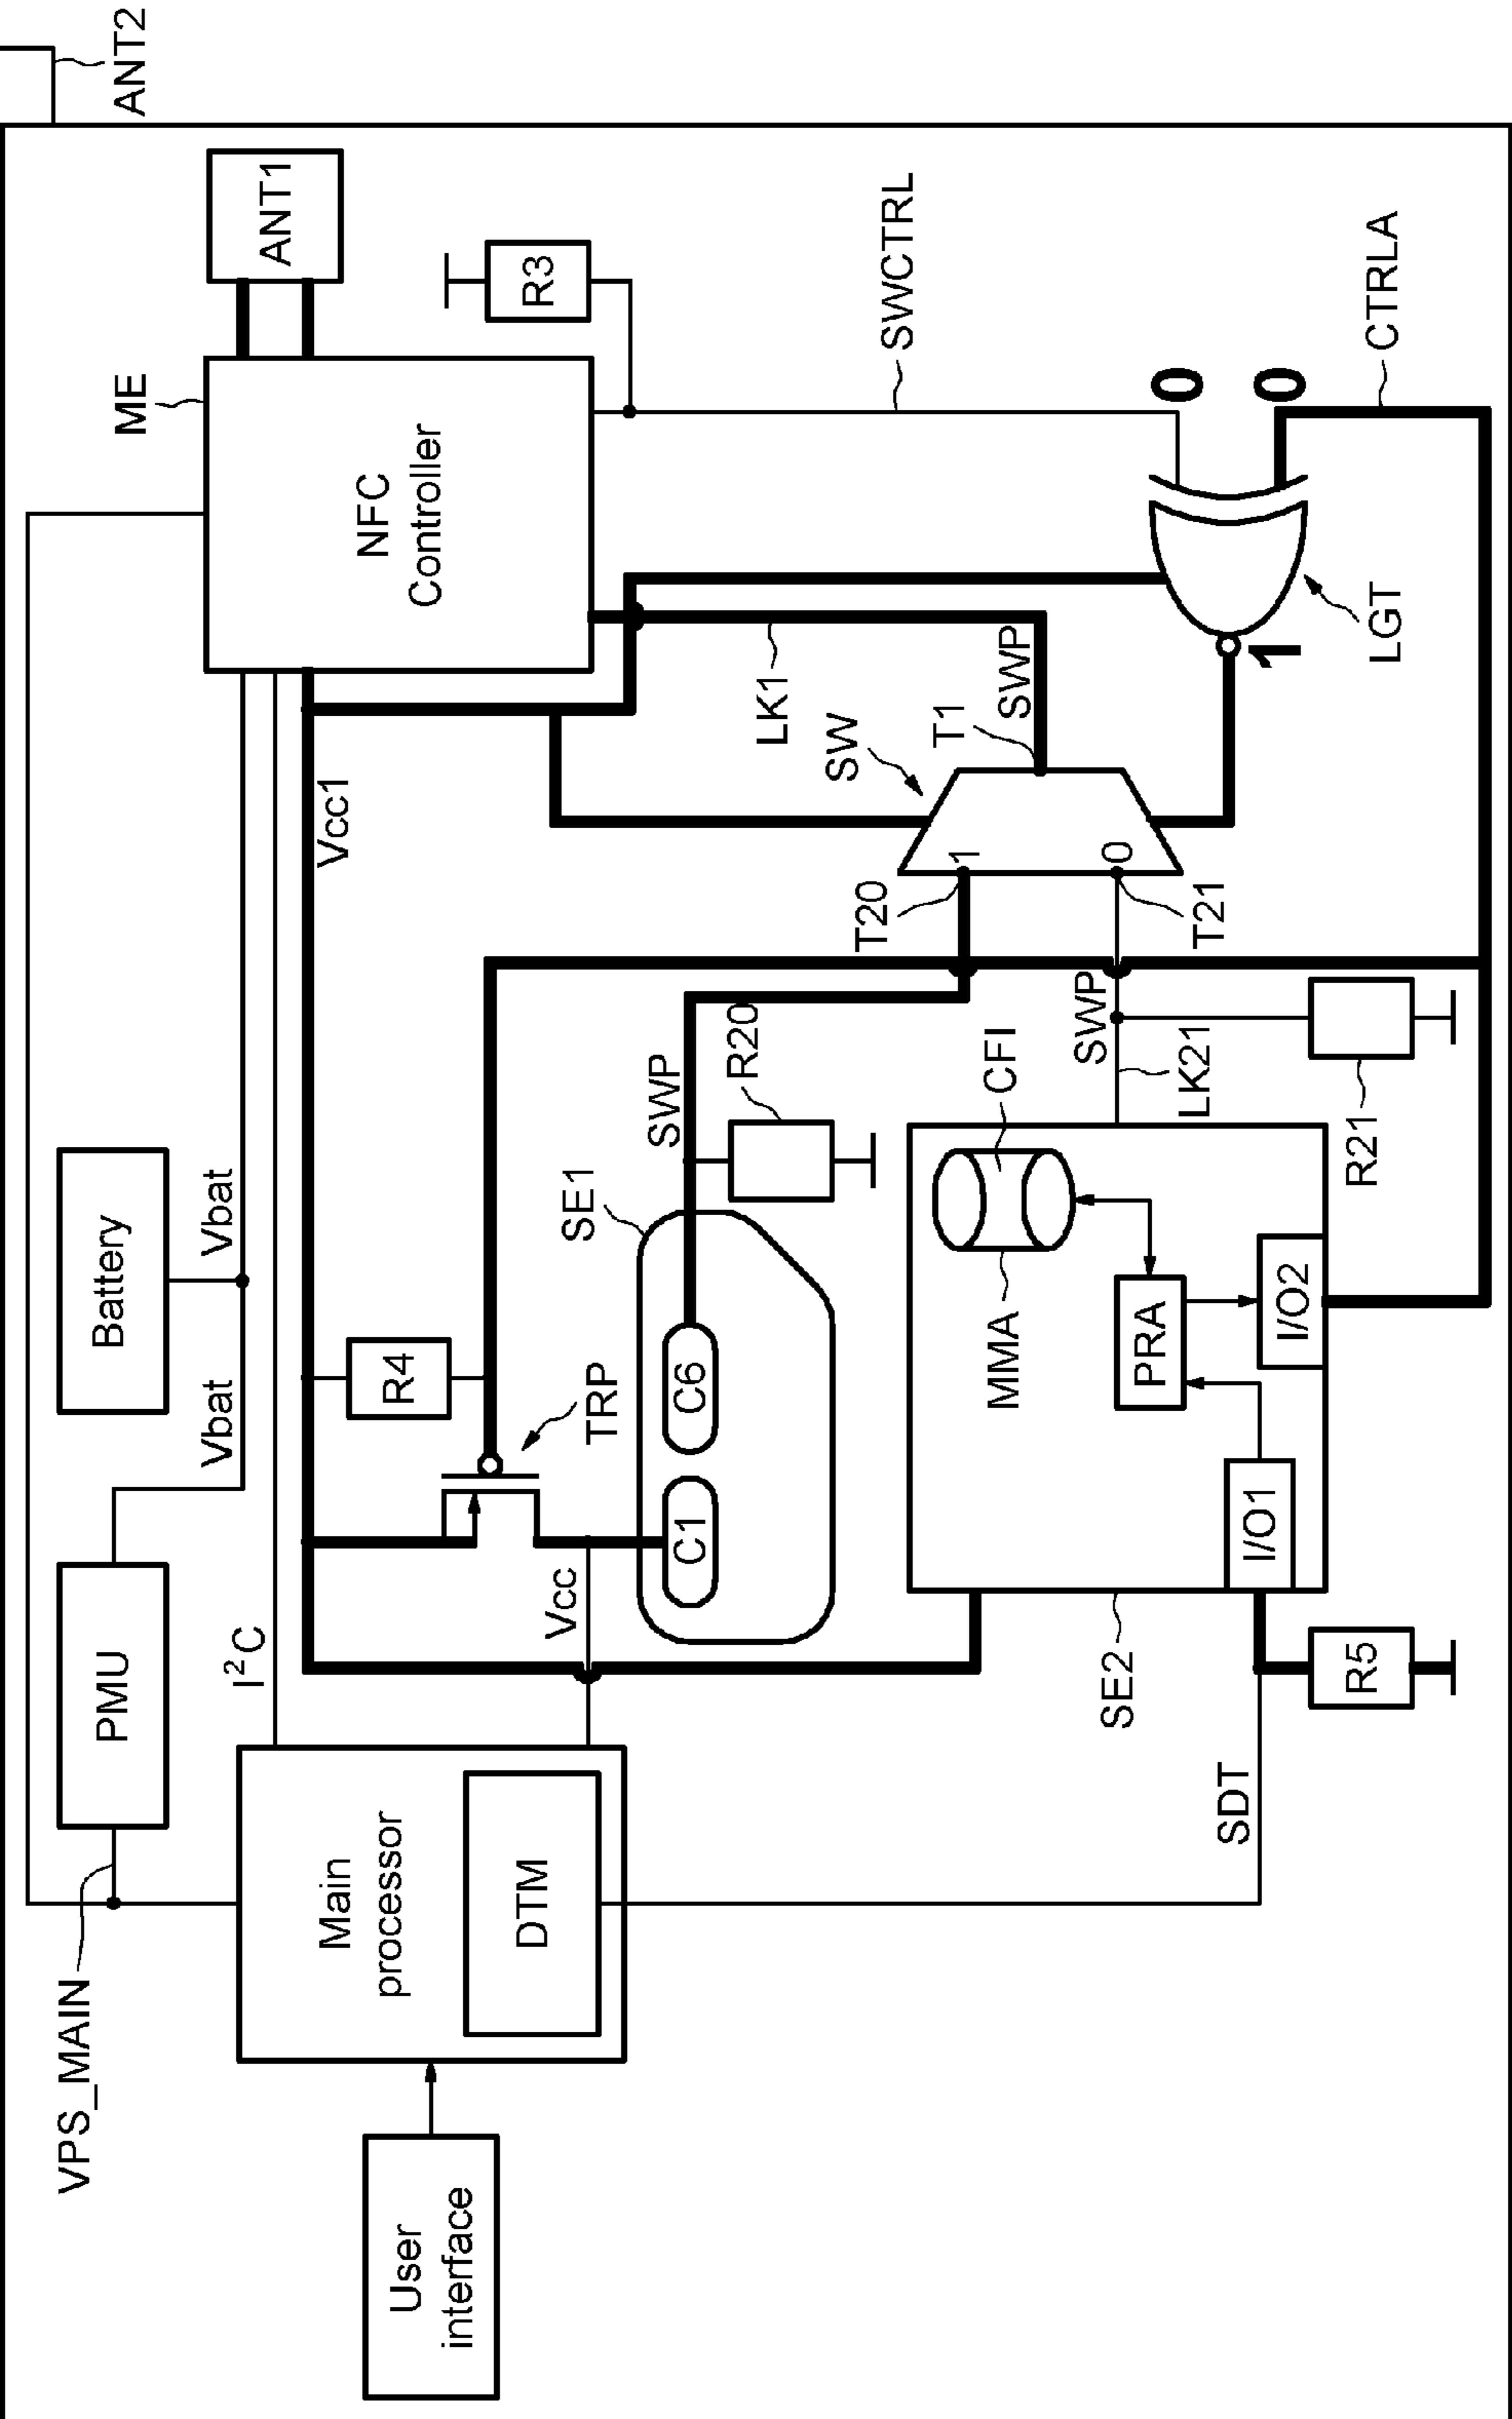 ANT2
VPS_MAIN
PMU
Vbat
Battery
Vbat
ME
ANT1
I²C
Vcc1
NFC
Controller
R3
User
interface
Main
processor
DTM
R4
TRP
Vcc
C1
C6
SE1
SWP
R20
LK1
SW
T1
SWP
SWCTRL
T20
1
0
T21
0
0
1
LGT
CTRLA
SDT
SE2
R5
I/O1
PRA
I/O2
MMA
CFI
SWP
LK21
R21